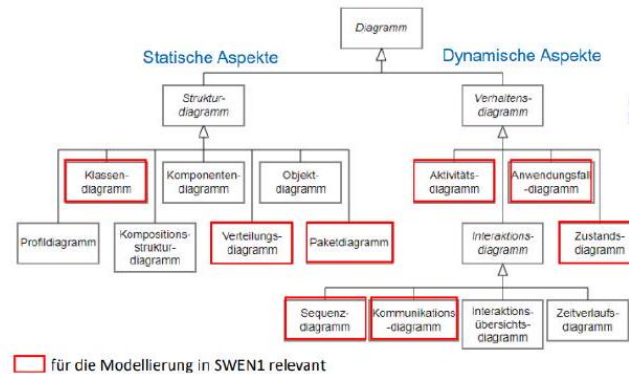 Diagramm
Statische Aspekte
Dynamische Aspekte
Struktur-
diagramm
Verhaltens-
diagramm
Klassen-
diagramm
Komponenten-
diagramm
Objekt-
diagramm
Aktivitäts-
diagramm
Anwendungsfall
-diagramm
Profildiagramm
Kompositions-
struktur-
diagramm
Verteilungs-
diagramm
Paketdiagramm
Interaktions-
diagramm
Zustands-
diagramm
Sequenz-
diagramm
Kommunikations
-diagramm
Interaktions-
übersichts-
diagramm
Zeitverlaufs-
diagramm
für die Modellierung in SWEN1 relevant